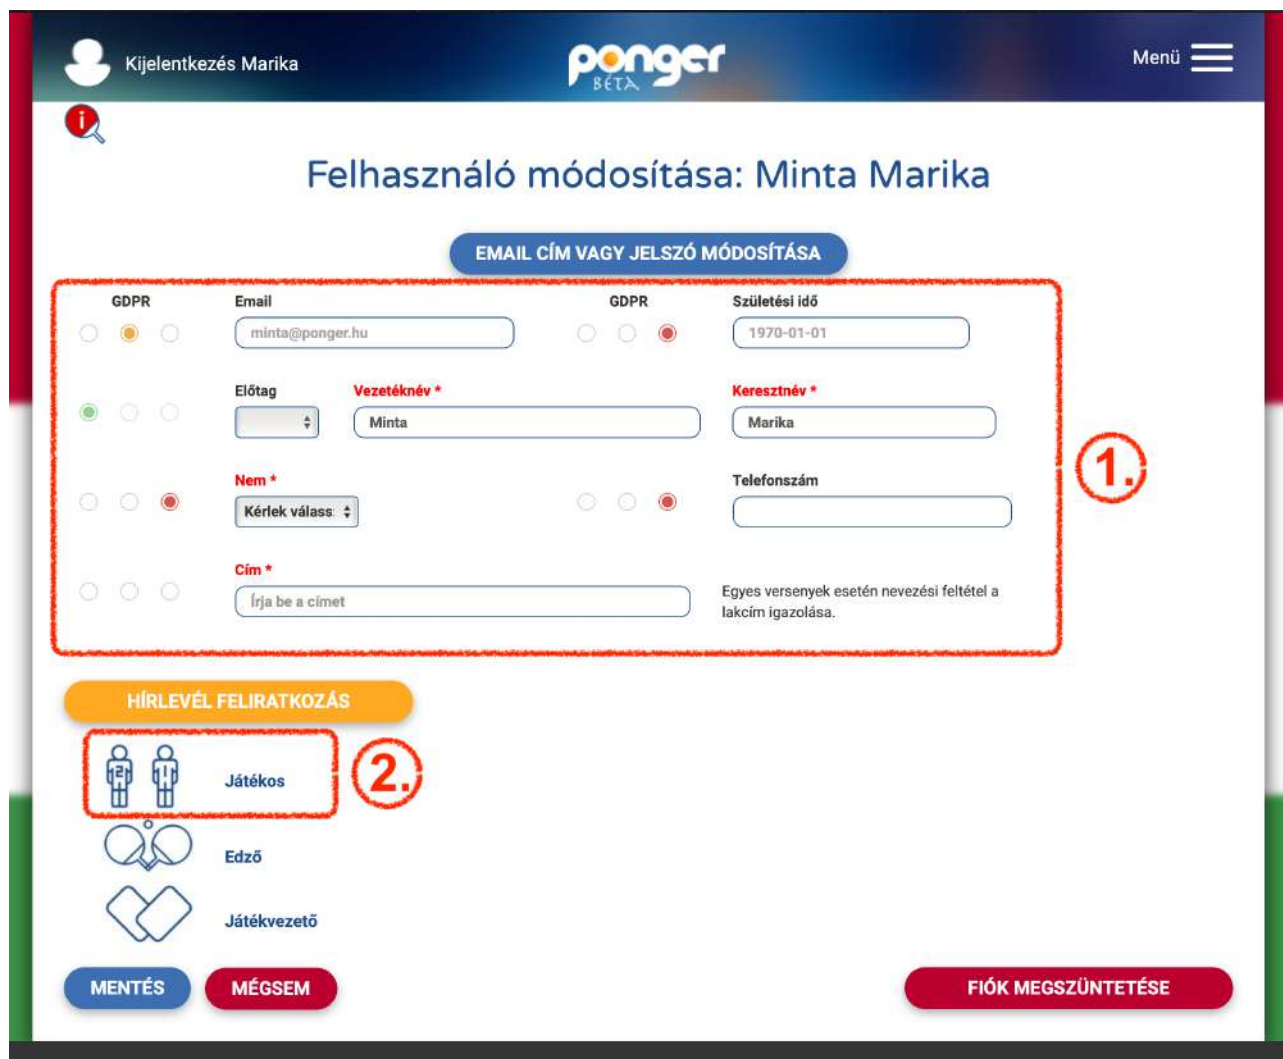 Kijelentkezés Marika
ponger
BÉTA
Menü
i
Felhasználó módosítása: Minta Marika
EMAIL CÍM VAGY JELSZÓ MÓDOSÍTÁSA
GDPR Email GDPR Születési idő
minta@ponger.hu 1970-01-01
Előtag Vezetéknév * Keresztnév *
Minta Marika
1.
Nem * Telefonszám
Kérlek válass:
Cím *
Írja be a címet
Egyes versenyek esetén nevezési feltétel a
lakcím igazolása.
HÍRLEVÉL FELIRATKOZÁS
2 1 Játékos
2.
Edző
Játékvezető
MENTÉS MÉGSEM FIÓK MEGSZÜNTETÉSE